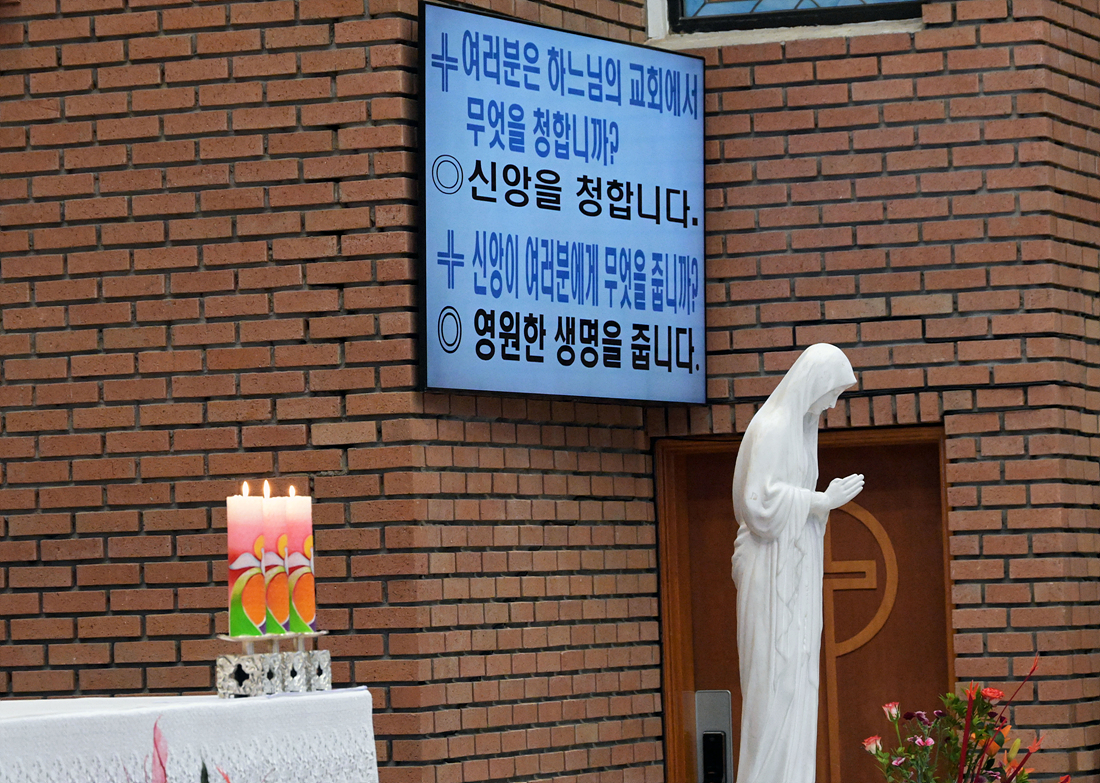 ╬ 여러분은 하느님의 교회에서
무엇을 청합니까?
◎ 신앙을 청합니다.
╬ 신앙이 여러분에게 무엇을 줍니까?
◎ 영원한 생명을 줍니다.